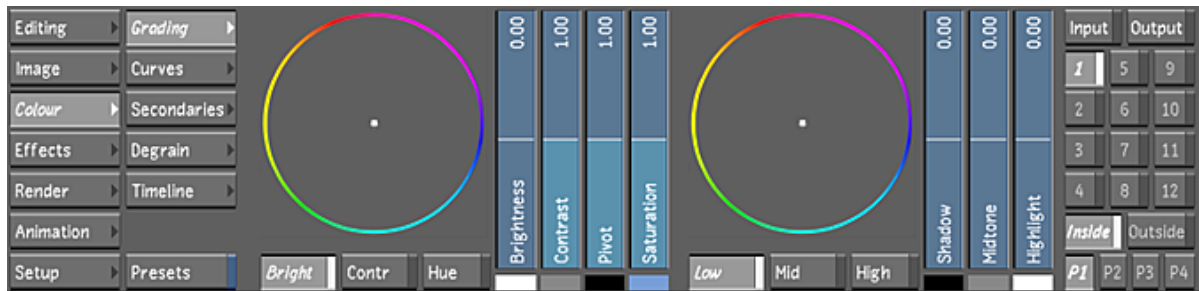 Editing Grading 0.00 1.00 1.00 1.00 0.00 0.00 0.00 Input Output
Image Curves 1 5 9
Colour Secondaries 2 6 10
Effects Degrain 3 7 11
Render Timeline 4 8 12
Animation Brightness Contrast Pivot Saturation Shadow Midtone Highlight Inside Outside
Setup Presets Bright Contr Hue Low Mid High P1 P2 P3 P4